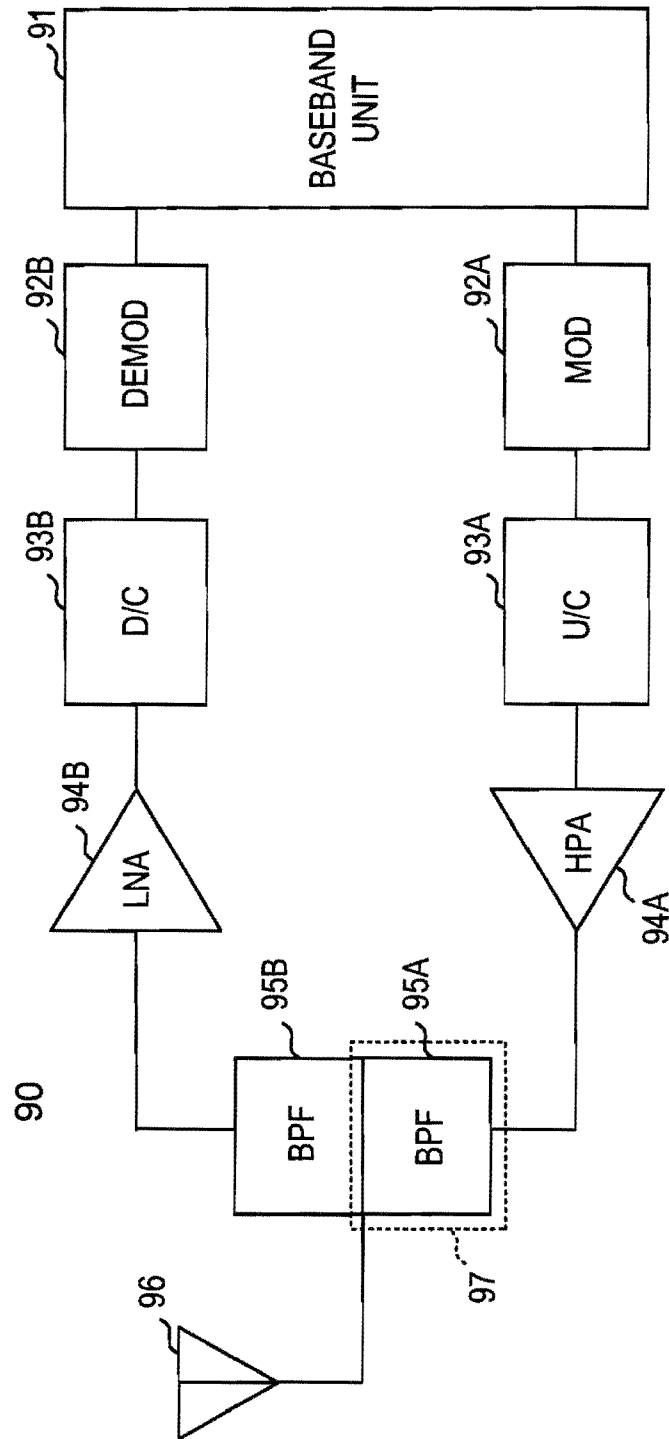 90
96
BPF
95B
BPF
95A
97
LNA
94B
HPA
94A
D/C
93B
U/C
93A
DEMOD
92B
MOD
92A
BASEBAND
UNIT
91